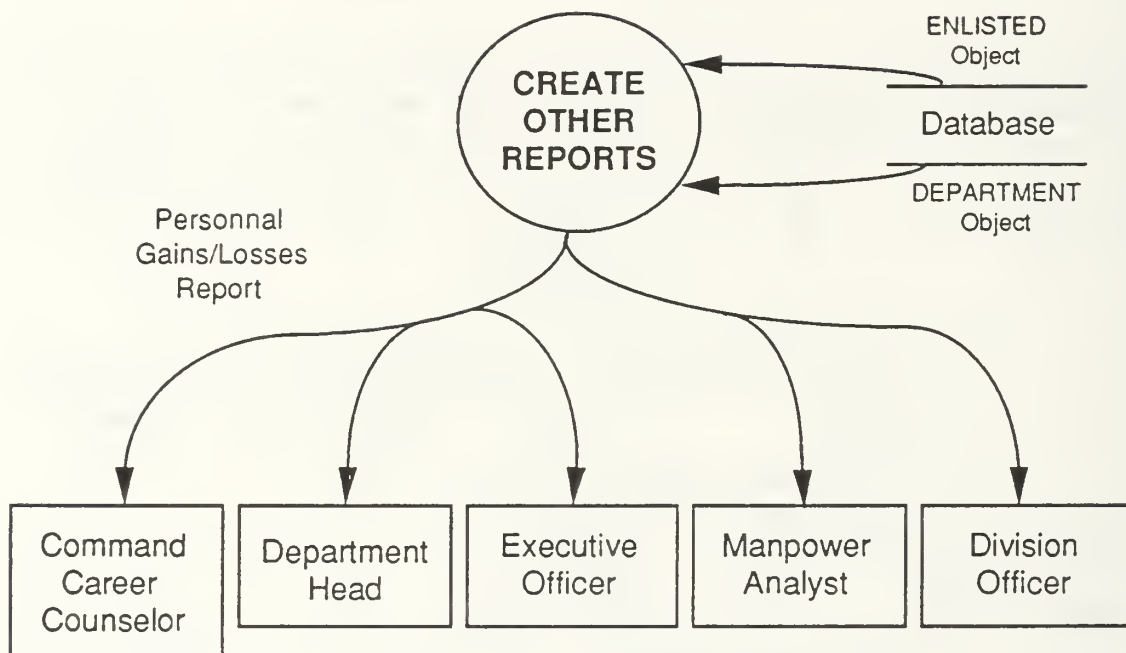 ENLISTED
Object
CREATE
OTHER
REPORTS
Database
DEPARTMENT
Object
Personnal
Gains/Losses
Report
Command
Career
Counselor
Department
Head
Executive
Officer
Manpower
Analyst
Division
Officer